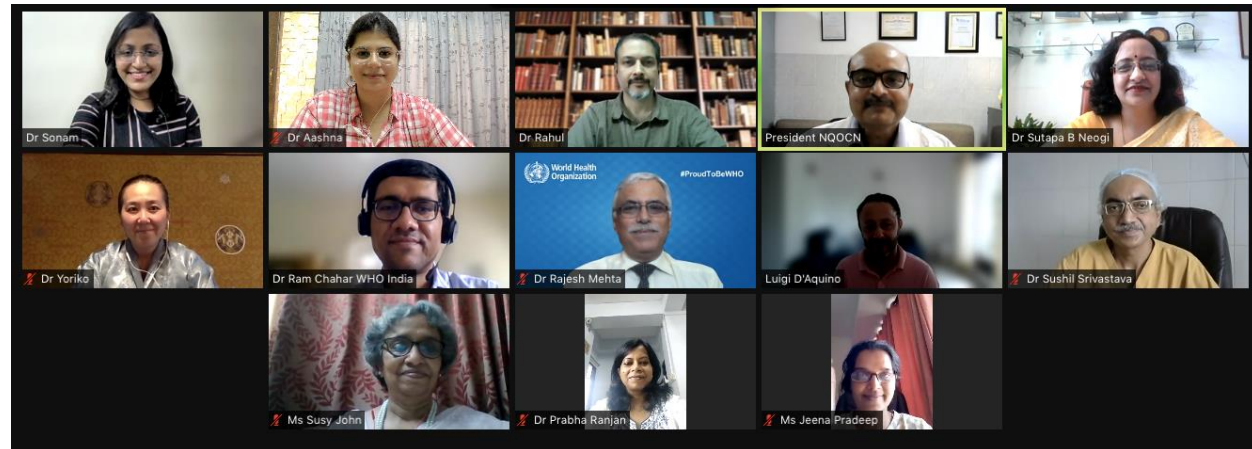 Dr Sonam
Dr Aashna
Dr Rahul
President NQOCN
Dr Sutapa B Neogi
World Health
Organization
#ProudToBeWHO
Dr Yoriko
Dr Ram Chahar WHO India
Dr Rajesh Mehta
Luigi D'Aquino
Dr Sushil Srivastava
Ms Susy John
Dr Prabha Ranjan
Ms Jeena Pradeep